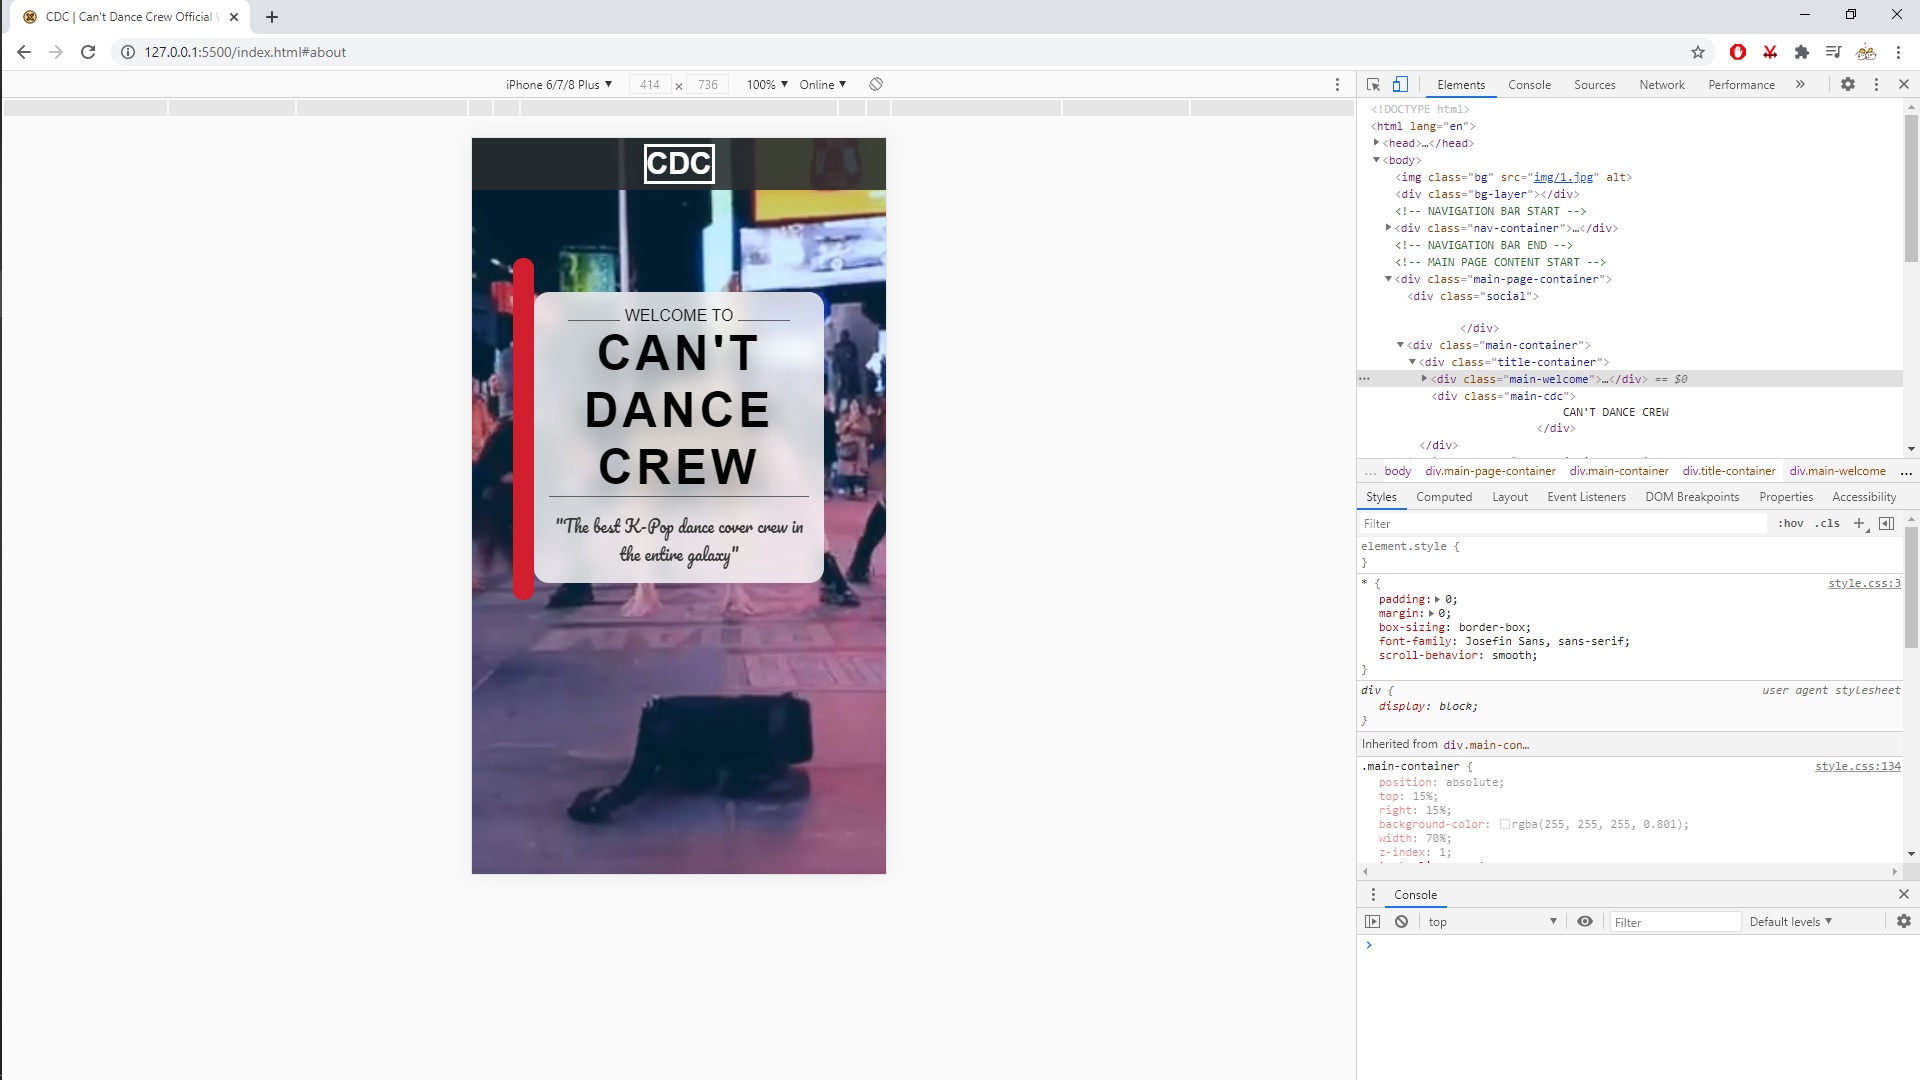 CDC | Can't Dance Crew Official
127.0.0.1:5500/index.html#about
iPhone 6/7/8 Plus ▼ 414 × 736 100% ▼ Online ▼
Elements Console Sources Network Performance »
CDC
WELCOME TO
CAN'T
DANCE
CREW
"The best K-Pop dance cover crew in
the entire galaxy"
<!DOCTYPE html>
<html lang="en">
<head>…</head>
<body>
<img class="bg" src="img/1.jpg" alt>
<div class="bg-layer"></div>
<!-- NAVIGATION BAR START -->
<div class="nav-container">…</div>
<!-- NAVIGATION BAR END -->
<!-- MAIN PAGE CONTENT START -->
<div class="main-page-container">
<div class="social">
</div>
<div class="main-container">
<div class="title-container">
<div class="main-welcome">…</div> == $0
<div class="main-cdc">
CAN'T DANCE CREW
</div>
</div>
… body div.main-page-container div.main-container div.title-container div.main-welcome …
Styles Computed Layout Event Listeners DOM Breakpoints Properties Accessibility
Filter :hov .cls +
element.style {
}
* { style.css:3
padding: 0;
margin: 0;
box-sizing: border-box;
font-family: Josefin Sans, sans-serif;
scroll-behavior: smooth;
}
div { user agent stylesheet
display: block;
}
Inherited from div.main-con…
.main-container { style.css:134
position: absolute;
top: 15%;
right: 15%;
background-color: rgba(255, 255, 255, 0.801);
width: 70%;
z-index: 1;
Console
top ▼ Filter Default levels ▼